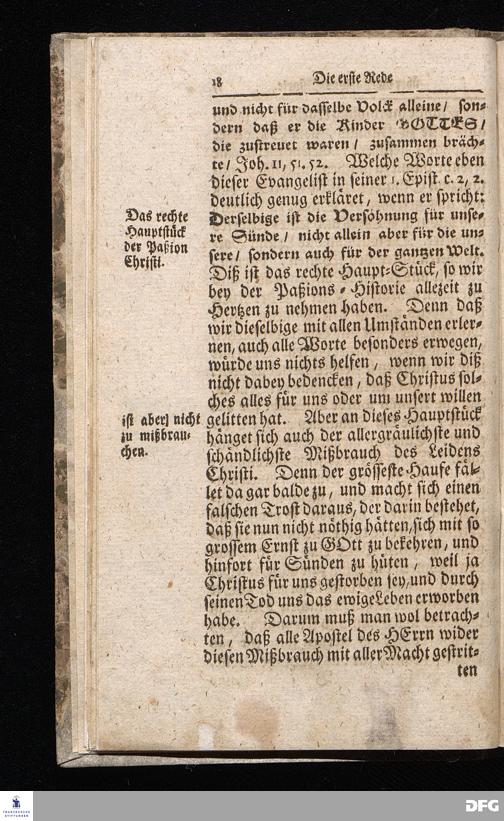 18 Die erste Rede
und nicht für dasselbe Volck alleine / son-
dern daß er die Kinder GOTTES /
die zustreuet waren / zusammen bräch-
te / Joh. 11, 51. 52. Welche Worte eben
dieser Evangelist in seiner 1. Epist. c. 2, 2.
deutlich genug erkläret, wenn er spricht:
Derselbige ist die Versöhnung für unse-
re Sünde / nicht allein aber für die un-
sere / sondern auch für der gantzen Welt.
Diß ist das rechte Haupt-Stück, so wir
bey der Paßions-Historie allezeit zu
Hertzen zu nehmen haben. Denn daß
wir dieselbige mit allen Umständen erler-
nen, auch alle Worte besonders erwegen,
würde uns nichts helfen, wenn wir diß
nicht dabey bedencken, daß Christus sol-
ches alles für uns oder um unsert willen
gelitten hat. Aber an dieses Hauptstück
hänget sich auch der allergräulichste und
schändlichste Mißbrauch des Leidens
Christi. Denn der grösseste Haufe fäl-
let da gar balde zu, und macht sich einen
falschen Trost daraus, der darin bestehet,
daß sie nun nicht nöthig hätten, sich mit so
grossem Ernst zu GOtt zu bekehren, und
hinfort für Sünden zu hüten, weil ja
Christus für uns gestorben sey, und durch
seinen Tod uns das ewige Leben erworben
habe. Darum muß man wol betrach-
ten, daß alle Apostel des HErrn wider
diesen Mißbrauch mit aller Macht gestrit-
ten
Das rechte
Hauptstück
der Paßion
Christi.
ist aber] nicht
zu mißbrau-
chen.
FRANCKESCHE
STIFTUNGEN
DFG